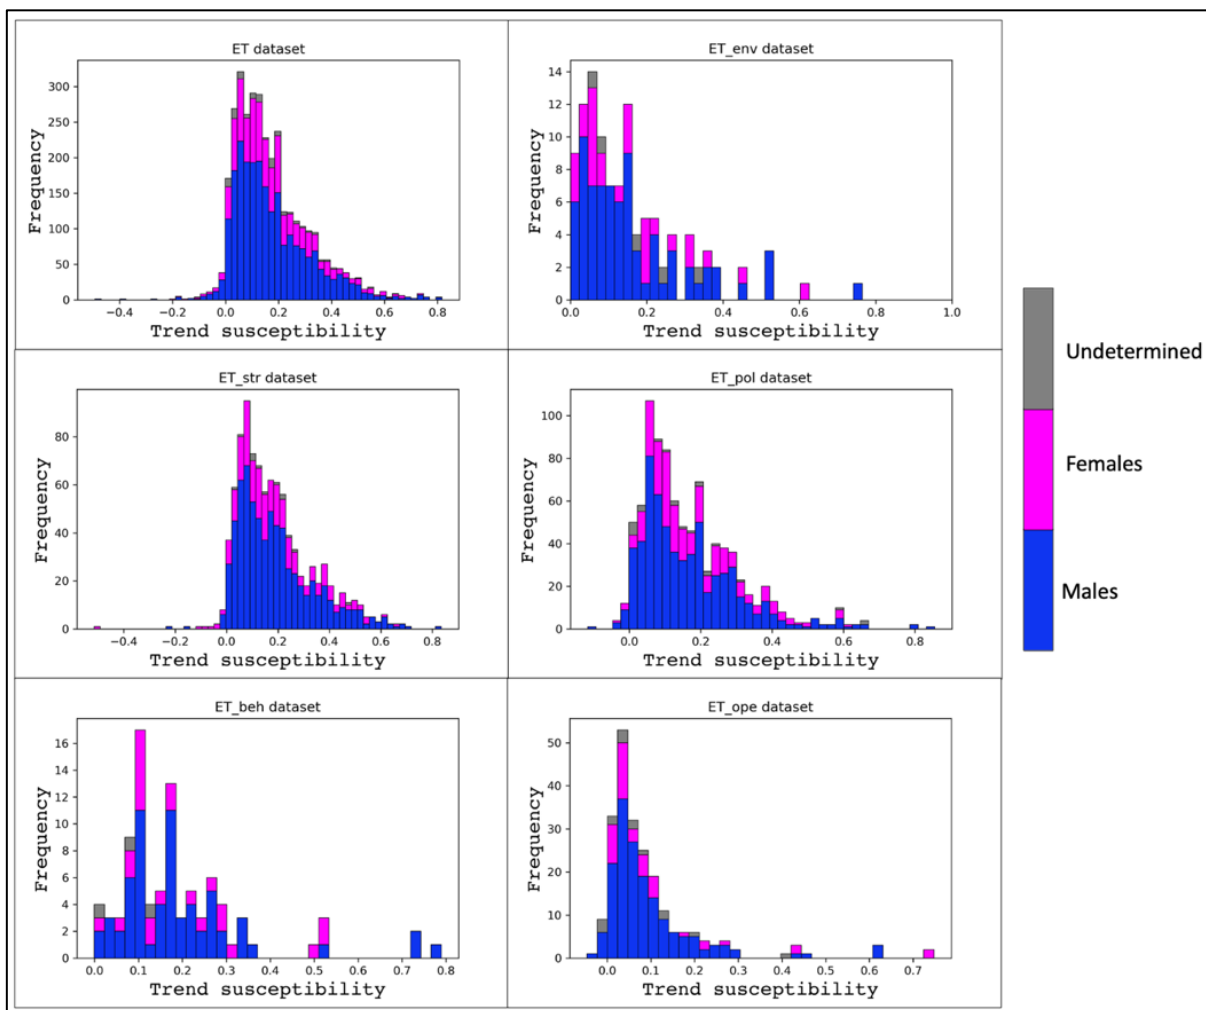 ET dataset
300
250
200
150
100
50
0
Frequency
−0.4 −0.2 0.0 0.2 0.4 0.6 0.8
Trend susceptibility
ET_env dataset
14
12
10
8
6
4
2
0
Frequency
0.0 0.2 0.4 0.6 0.8 1.0
Trend susceptibility
ET_str dataset
80
60
40
20
0
Frequency
−0.4 −0.2 0.0 0.2 0.4 0.6 0.8
Trend susceptibility
ET_pol dataset
100
80
60
40
20
0
Frequency
0.0 0.2 0.4 0.6 0.8
Trend susceptibility
ET_beh dataset
16
14
12
10
8
6
4
2
0
Frequency
0.0 0.1 0.2 0.3 0.4 0.5 0.6 0.7 0.8
Trend susceptibility
ET_ope dataset
50
40
30
20
10
0
Frequency
0.0 0.1 0.2 0.3 0.4 0.5 0.6 0.7
Trend susceptibility
Undetermined
Females
Males